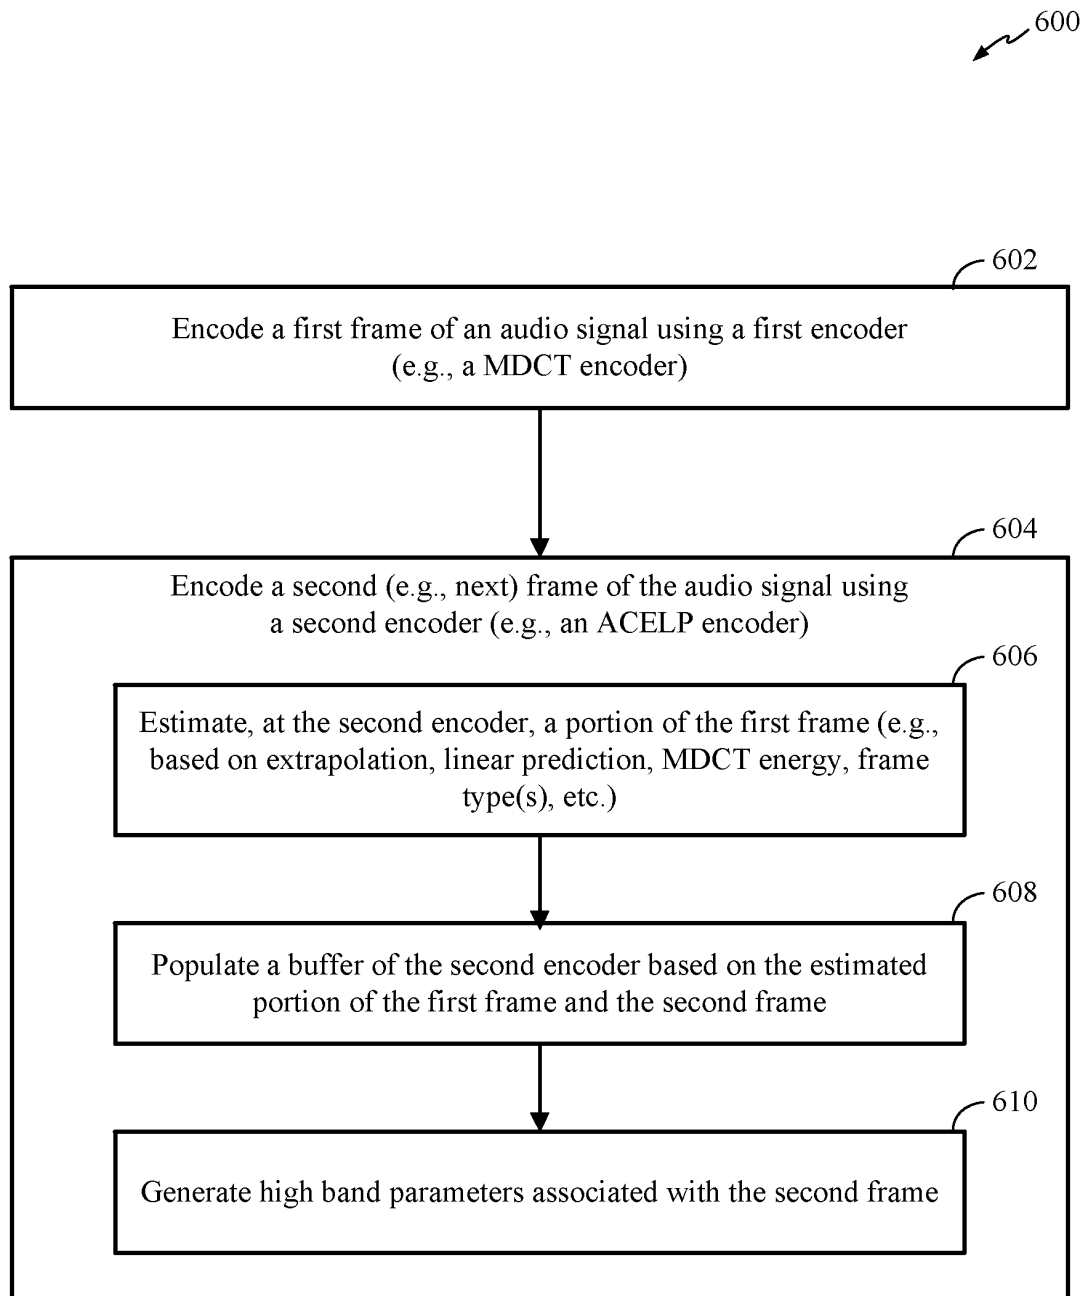 600
602
Encode a first frame of an audio signal using a first encoder
(e.g., a MDCT encoder)
604
Encode a second (e.g., next) frame of the audio signal using
a second encoder (e.g., an ACELP encoder)
606
Estimate, at the second encoder, a portion of the first frame (e.g.,
based on extrapolation, linear prediction, MDCT energy, frame
type(s), etc.)
608
Populate a buffer of the second encoder based on the estimated
portion of the first frame and the second frame
610
Generate high band parameters associated with the second frame